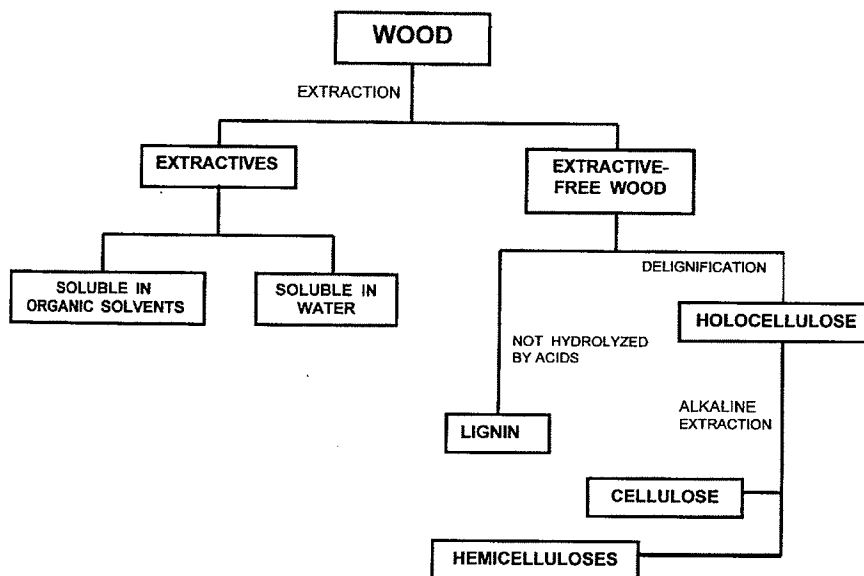 WOOD
EXTRACTION
EXTRACTIVES
EXTRACTIVE-
FREE WOOD
SOLUBLE IN
ORGANIC SOLVENTS
SOLUBLE IN
WATER
DELIGNIFICATION
HOLOCELLULOSE
NOT HYDROLYZED
BY ACIDS
ALKALINE
EXTRACTION
LIGNIN
CELLULOSE
HEMICELLULOSES